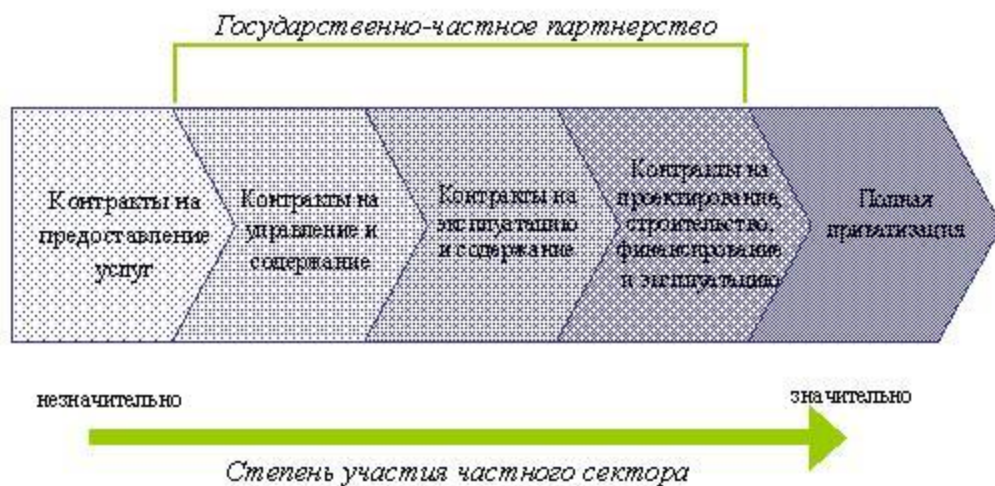 Государственно-частное партнерство
Контракты на
предоставление
услуг
Контракты на
управление и
содержание
Контракты на
эксплуатацию
и содержание
Контракты на
проектирование,
строительство,
финансирование
и эксплуатацию
Полная
приватизация
незначительно
значительно
Степень участия частного сектора